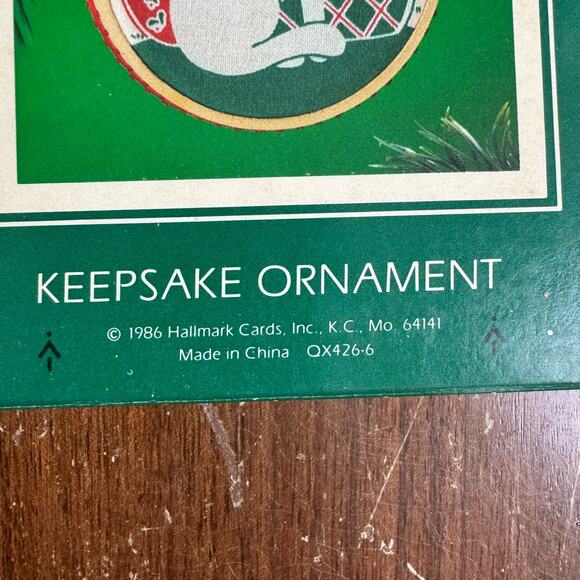 KEEPSAKE ORNAMENT
© 1986 Hallmark Cards, Inc., K.C., Mo. 64141
Made in China QX426-6